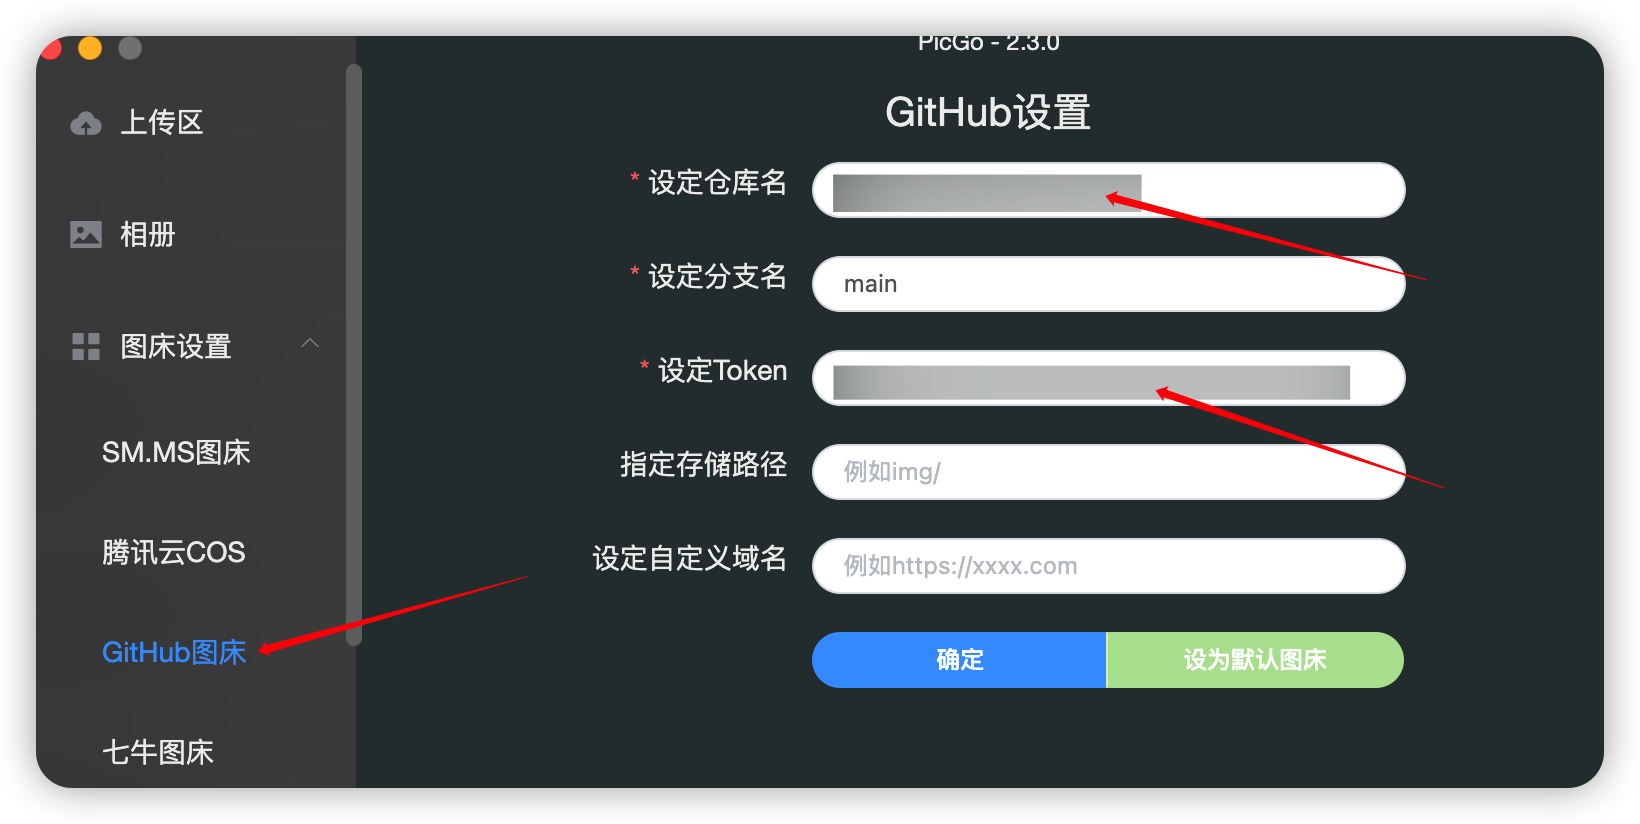 PicGo - 2.3.0
上传区
相册
图床设置
SM.MS图床
腾讯云COS
GitHub图床
七牛图床
GitHub设置
* 设定仓库名
* 设定分支名
main
* 设定Token
指定存储路径
例如img/
设定自定义域名
例如https://xxxx.com
确定
设为默认图床